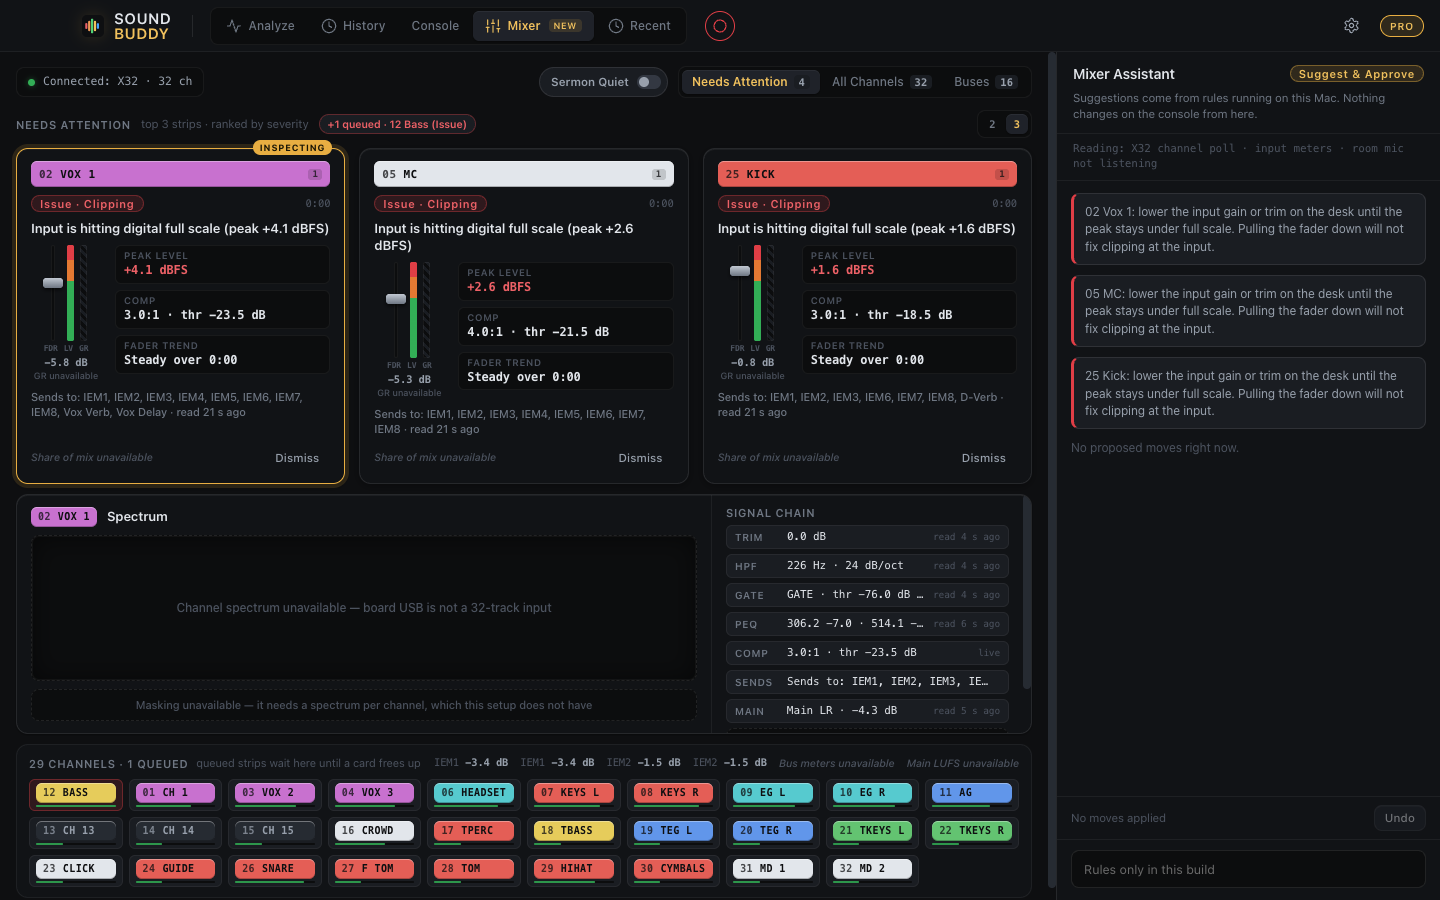 SOUND
BUDDY
Analyze
History
Console
Mixer NEW
Recent
PRO
Connected: X32 · 32 ch
Sermon Quiet
Needs Attention 4
All Channels 32
Buses 16
NEEDS ATTENTION top 3 strips · ranked by severity +1 queued · 12 Bass (Issue)
2 3
INSPECTING
02 VOX 1 1
Issue · Clipping 0:00
Input is hitting digital full scale (peak +4.1 dBFS)
PEAK LEVEL
+4.1 dBFS
COMP
3.0:1 · thr −23.5 dB
FADER TREND
Steady over 0:00
FDR LV GR
−5.8 dB
GR unavailable
Sends to: IEM1, IEM2, IEM3, IEM4, IEM5, IEM6, IEM7,
IEM8, Vox Verb, Vox Delay · read 21 s ago
Share of mix unavailable
Dismiss
05 MC 1
Issue · Clipping 0:00
Input is hitting digital full scale (peak +2.6
dBFS)
PEAK LEVEL
+2.6 dBFS
COMP
4.0:1 · thr −21.5 dB
FADER TREND
Steady over 0:00
FDR LV GR
−5.3 dB
GR unavailable
Sends to: IEM1, IEM2, IEM3, IEM4, IEM5, IEM6, IEM7,
IEM8 · read 21 s ago
Share of mix unavailable
Dismiss
25 KICK 1
Issue · Clipping 0:00
Input is hitting digital full scale (peak +1.6 dBFS)
PEAK LEVEL
+1.6 dBFS
COMP
3.0:1 · thr −18.5 dB
FADER TREND
Steady over 0:00
FDR LV GR
−0.8 dB
GR unavailable
Sends to: IEM1, IEM2, IEM3, IEM6, IEM7, IEM8, D-Verb ·
read 21 s ago
Share of mix unavailable
Dismiss
02 VOX 1 Spectrum
Channel spectrum unavailable — board USB is not a 32-track input
Masking unavailable — it needs a spectrum per channel, which this setup does not have
SIGNAL CHAIN
TRIM 0.0 dB read 4 s ago
HPF 226 Hz · 24 dB/oct read 4 s ago
GATE GATE · thr −76.0 dB … read 4 s ago
PEQ 306.2 −7.0 · 514.1 −… read 6 s ago
COMP 3.0:1 · thr −23.5 dB live
SENDS Sends to: IEM1, IEM2, IEM3, IE…
MAIN Main LR · −4.3 dB read 5 s ago
29 CHANNELS · 1 QUEUED queued strips wait here until a card frees up IEM1 −3.4 dB IEM1 −3.4 dB IEM2 −1.5 dB IEM2 −1.5 dB Bus meters unavailable Main LUFS unavailable
12 BASS 01 CH 1 03 VOX 2 04 VOX 3 06 HEADSET 07 KEYS L 08 KEYS R 09 EG L 10 EG R 11 AG
13 CH 13 14 CH 14 15 CH 15 16 CROWD 17 TPERC 18 TBASS 19 TEG L 20 TEG R 21 TKEYS L 22 TKEYS R
23 CLICK 24 GUIDE 26 SNARE 27 F TOM 28 TOM 29 HIHAT 30 CYMBALS 31 MD 1 32 MD 2
Mixer Assistant Suggest & Approve
Suggestions come from rules running on this Mac. Nothing
changes on the console from here.
Reading: X32 channel poll · input meters · room mic
not listening
02 Vox 1: lower the input gain or trim on the desk until the
peak stays under full scale. Pulling the fader down will not
fix clipping at the input.
05 MC: lower the input gain or trim on the desk until the
peak stays under full scale. Pulling the fader down will not
fix clipping at the input.
25 Kick: lower the input gain or trim on the desk until the
peak stays under full scale. Pulling the fader down will not
fix clipping at the input.
No proposed moves right now.
No moves applied Undo
Rules only in this build